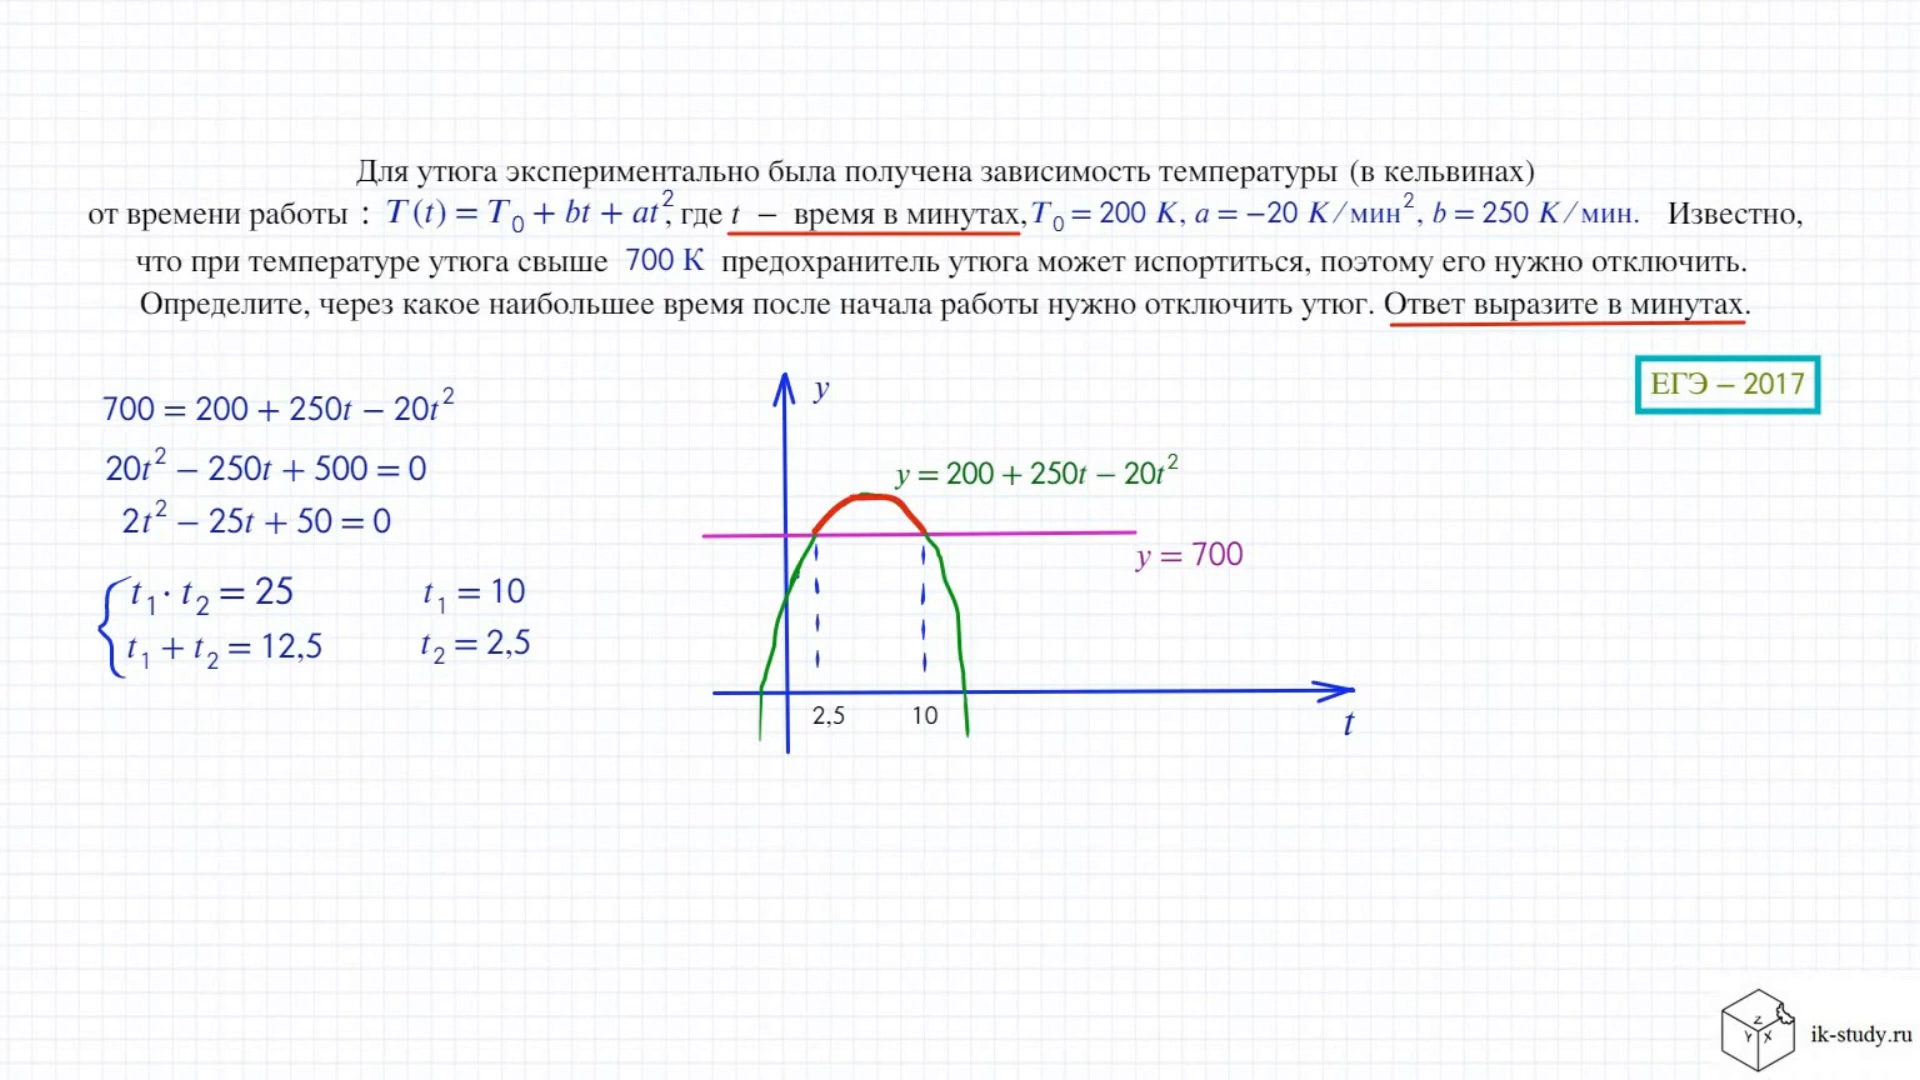 Для утюга экспериментально была получена зависимость температуры (в кельвинах)
от времени работы : T(t) = T₀ + bt + at², где t – время в минутах, T₀ = 200 K, a = −20 K/мин², b = 250 K/мин. Известно,
что при температуре утюга свыше 700 К предохранитель утюга может испортиться, поэтому его нужно отключить.
Определите, через какое наибольшее время после начала работы нужно отключить утюг. Ответ выразите в минутах.
ЕГЭ – 2017
700 = 200 + 250t − 20t²
20t² − 250t + 500 = 0
2t² − 25t + 50 = 0
t₁ · t₂ = 25
t₁ + t₂ = 12,5
t₁ = 10
t₂ = 2,5
y
y = 200 + 250t − 20t²
y = 700
2,5
10
t
Z
Y X
ik-study.ru